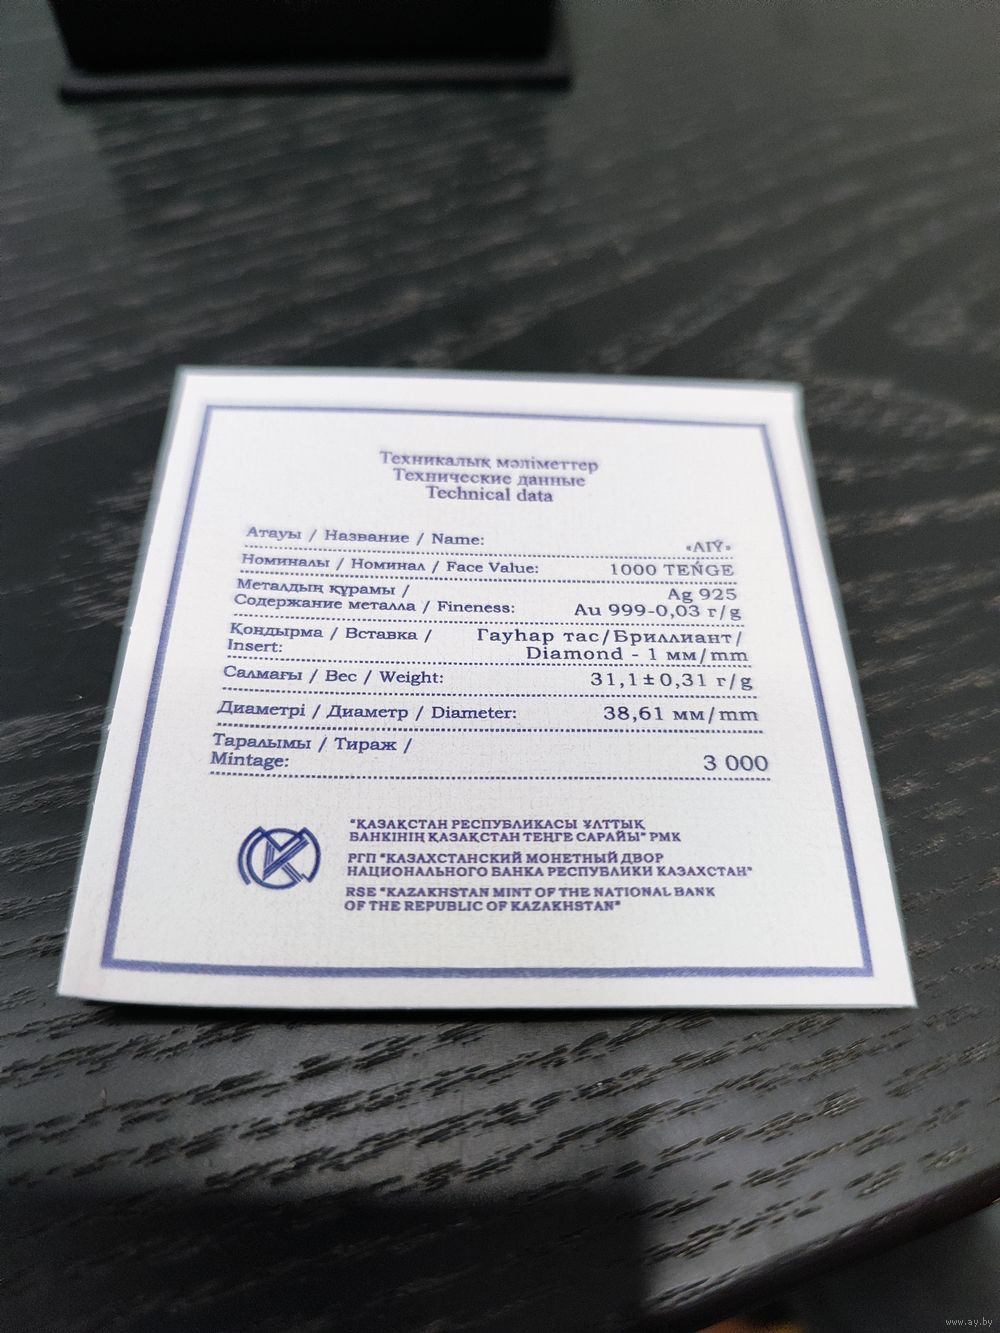 Техникалық мәліметтер
Технические данные
Technical data
Атауы / Название / Name: «AIÝ»
Номиналы / Номинал / Face Value: 1000 TEŃGE
Металдың құрамы / Ag 925
Содержание металла / Fineness: Au 999-0,03 г/g
Қондырма / Вставка / Гауһар тас/Бриллиант/
Insert: Diamond - 1 мм/mm
Салмағы / Вес / Weight: 31,1±0,31 г/g
Диаметрі / Диаметр / Diameter: 38,61 мм/mm
Таралымы / Тираж /
Mintage: 3 000
"ҚАЗАҚСТАН РЕСПУБЛИКАСЫ ҰЛТТЫҚ
БАНКІНІҢ ҚАЗАҚСТАН ТЕҢГЕ САРАЙЫ" РМК
РГП "КАЗАХСТАНСКИЙ МОНЕТНЫЙ ДВОР
НАЦИОНАЛЬНОГО БАНКА РЕСПУБЛИКИ КАЗАХСТАН"
RSE "KAZAKHSTAN MINT OF THE NATIONAL BANK
OF THE REPUBLIC OF KAZAKHSTAN"
www.ay.by